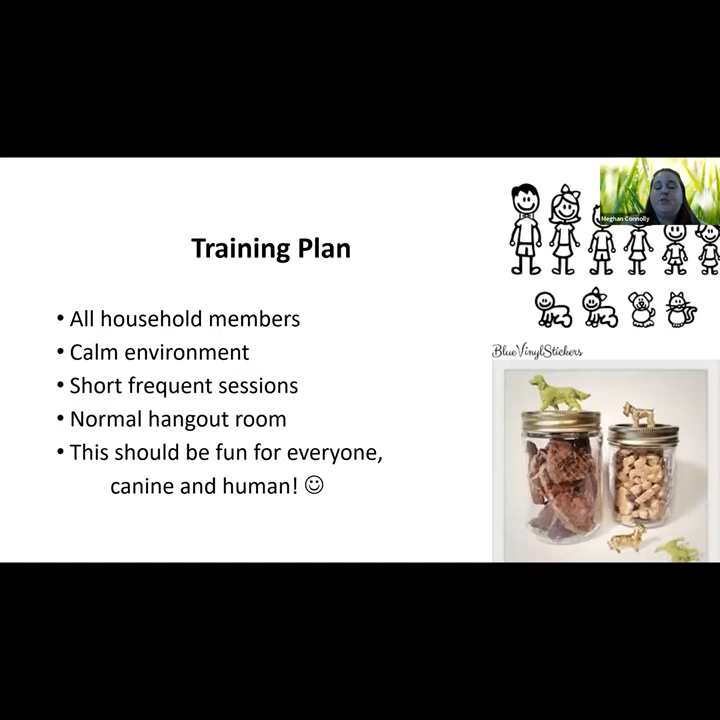 Meghan Connolly
Training Plan
• All household members
• Calm environment
• Short frequent sessions
• Normal hangout room
• This should be fun for everyone,
canine and human! ☺
BlueVinylStickers